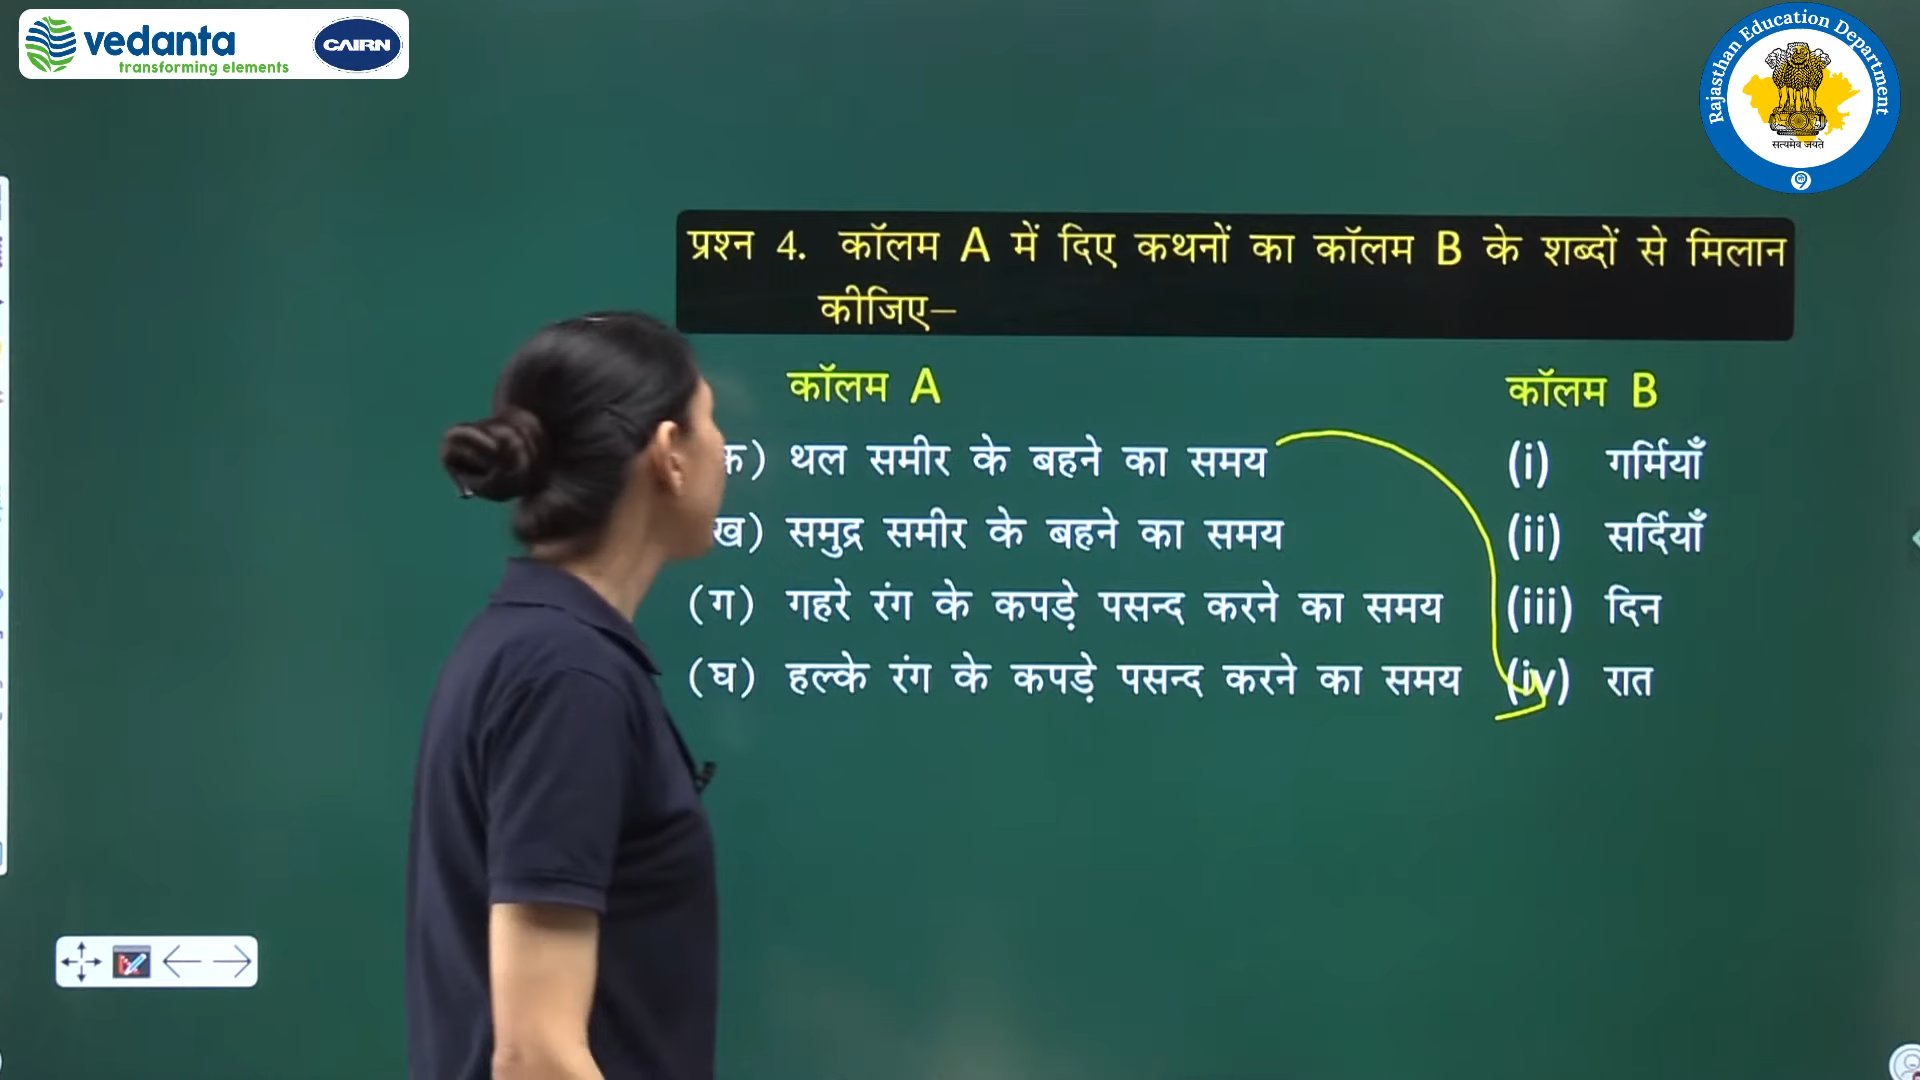 vedanta
transforming elements
CAIRN
Rajasthan Education Department
सत्यमेव जयते
प्रश्न 4. कॉलम A में दिए कथनों का कॉलम B के शब्दों से मिलान
कीजिए–
कॉलम A कॉलम B
क) थल समीर के बहने का समय (i) गर्मियाँ
ख) समुद्र समीर के बहने का समय (ii) सर्दियाँ
(ग) गहरे रंग के कपड़े पसन्द करने का समय (iii) दिन
(घ) हल्के रंग के कपड़े पसन्द करने का समय (iv) रात